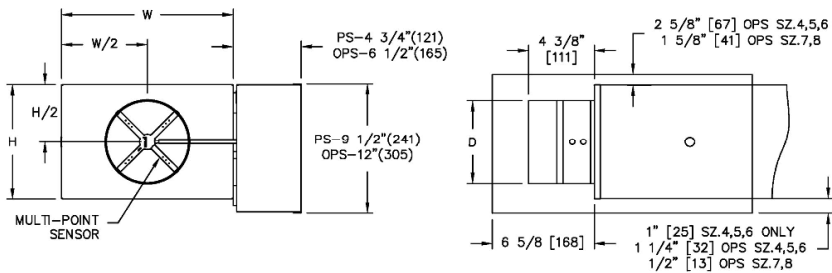 W
W/2
PS-4 3/4"(121)
OPS-6 1/2"(165)
H/2
H
PS-9 1/2"(241)
OPS-12"(305)
MULTI-POINT
SENSOR
4 3/8"
[111]
2 5/8" [67] OPS SZ.4,5,6
1 5/8" [41] OPS SZ.7,8
D
6 5/8 [168]
1" [25] SZ.4,5,6 ONLY
1 1/4" [32] OPS SZ.4,5,6
1/2" [13] OPS SZ.7,8